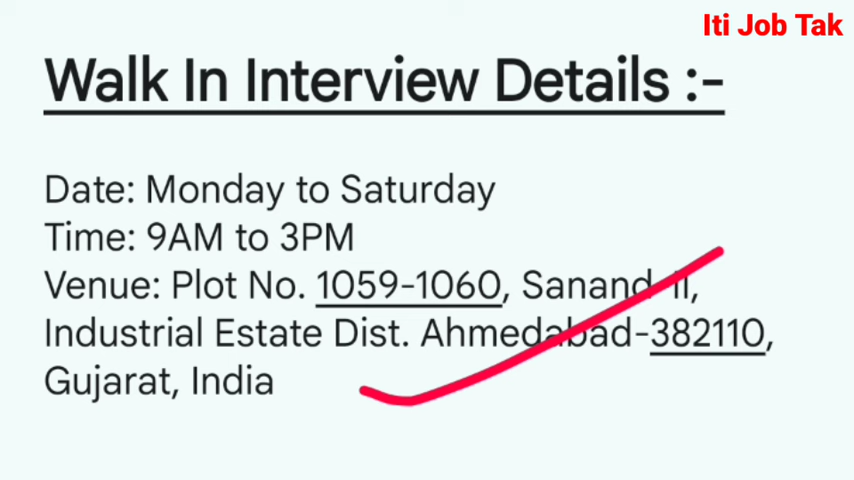 Iti Job Tak
Walk In Interview Details :-
Date: Monday to Saturday
Time: 9AM to 3PM
Venue: Plot No. 1059-1060, Sanand-II,
Industrial Estate Dist. Ahmedabad-382110,
Gujarat, India